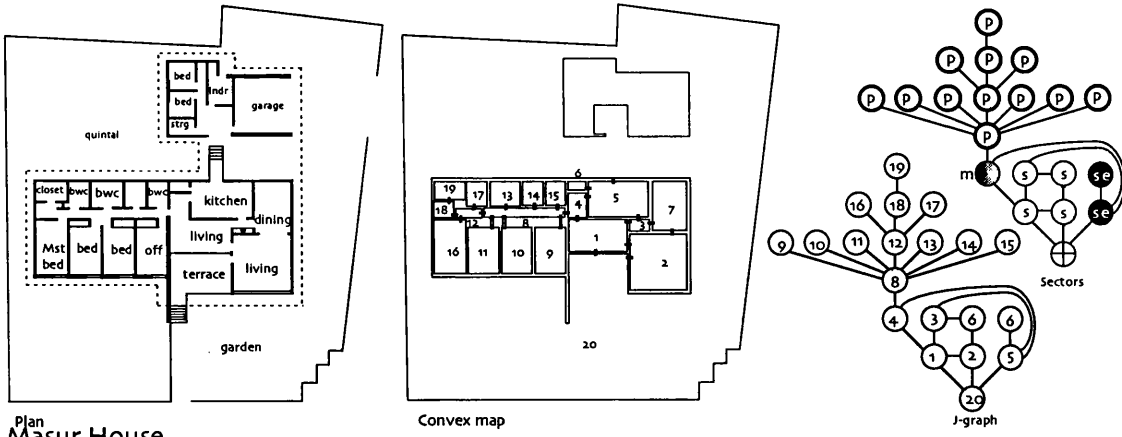 bed
lndr
bed
garage
strg
quintal
closet bwc bwc bwc
kitchen
dining
living
Mst bed bed off
bed
terrace living
garden
Plan
Masur House
6
19 17 13 14 15 5
4 7
18
12 8 3
1
16 11 10 9 2
20
Convex map
P
P P P
P P P P P P P
P
m s s se
s s se
Sectors
19
16 18 17
9 10 11 12 13 14 15
8
4 3 6 6
1 2 5
20
J-graph